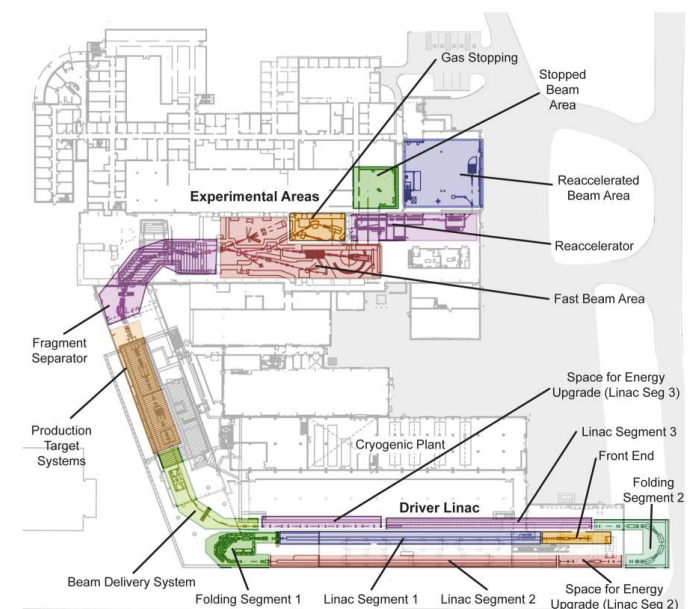 Gas Stopping
Stopped
Beam
Area
Experimental Areas
Reaccelerated
Beam Area
Reaccelerator
Fast Beam Area
Fragment
Separator
Space for Energy
Upgrade (Linac Seg 3)
Production
Target
Systems
Cryogenic Plant
Linac Segment 3
Front End
Folding
Segment 2
Driver Linac
Beam Delivery System
Folding Segment 1
Linac Segment 1
Linac Segment 2
Space for Energy
Upgrade (Linac Seg 2)